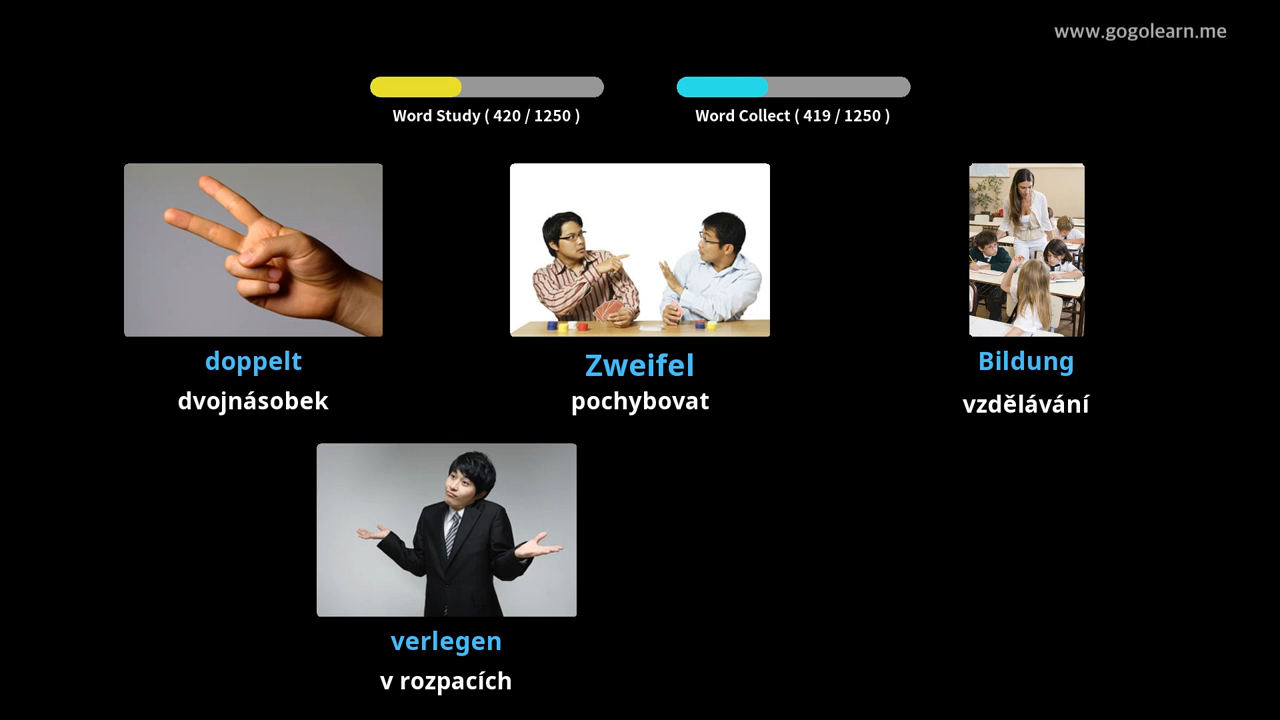 www.gogolearn.me
Word Study ( 420 / 1250 )
Word Collect ( 419 / 1250 )
doppelt
dvojnásobek
Zweifel
pochybovat
Bildung
vzdělávání
verlegen
v rozpacích